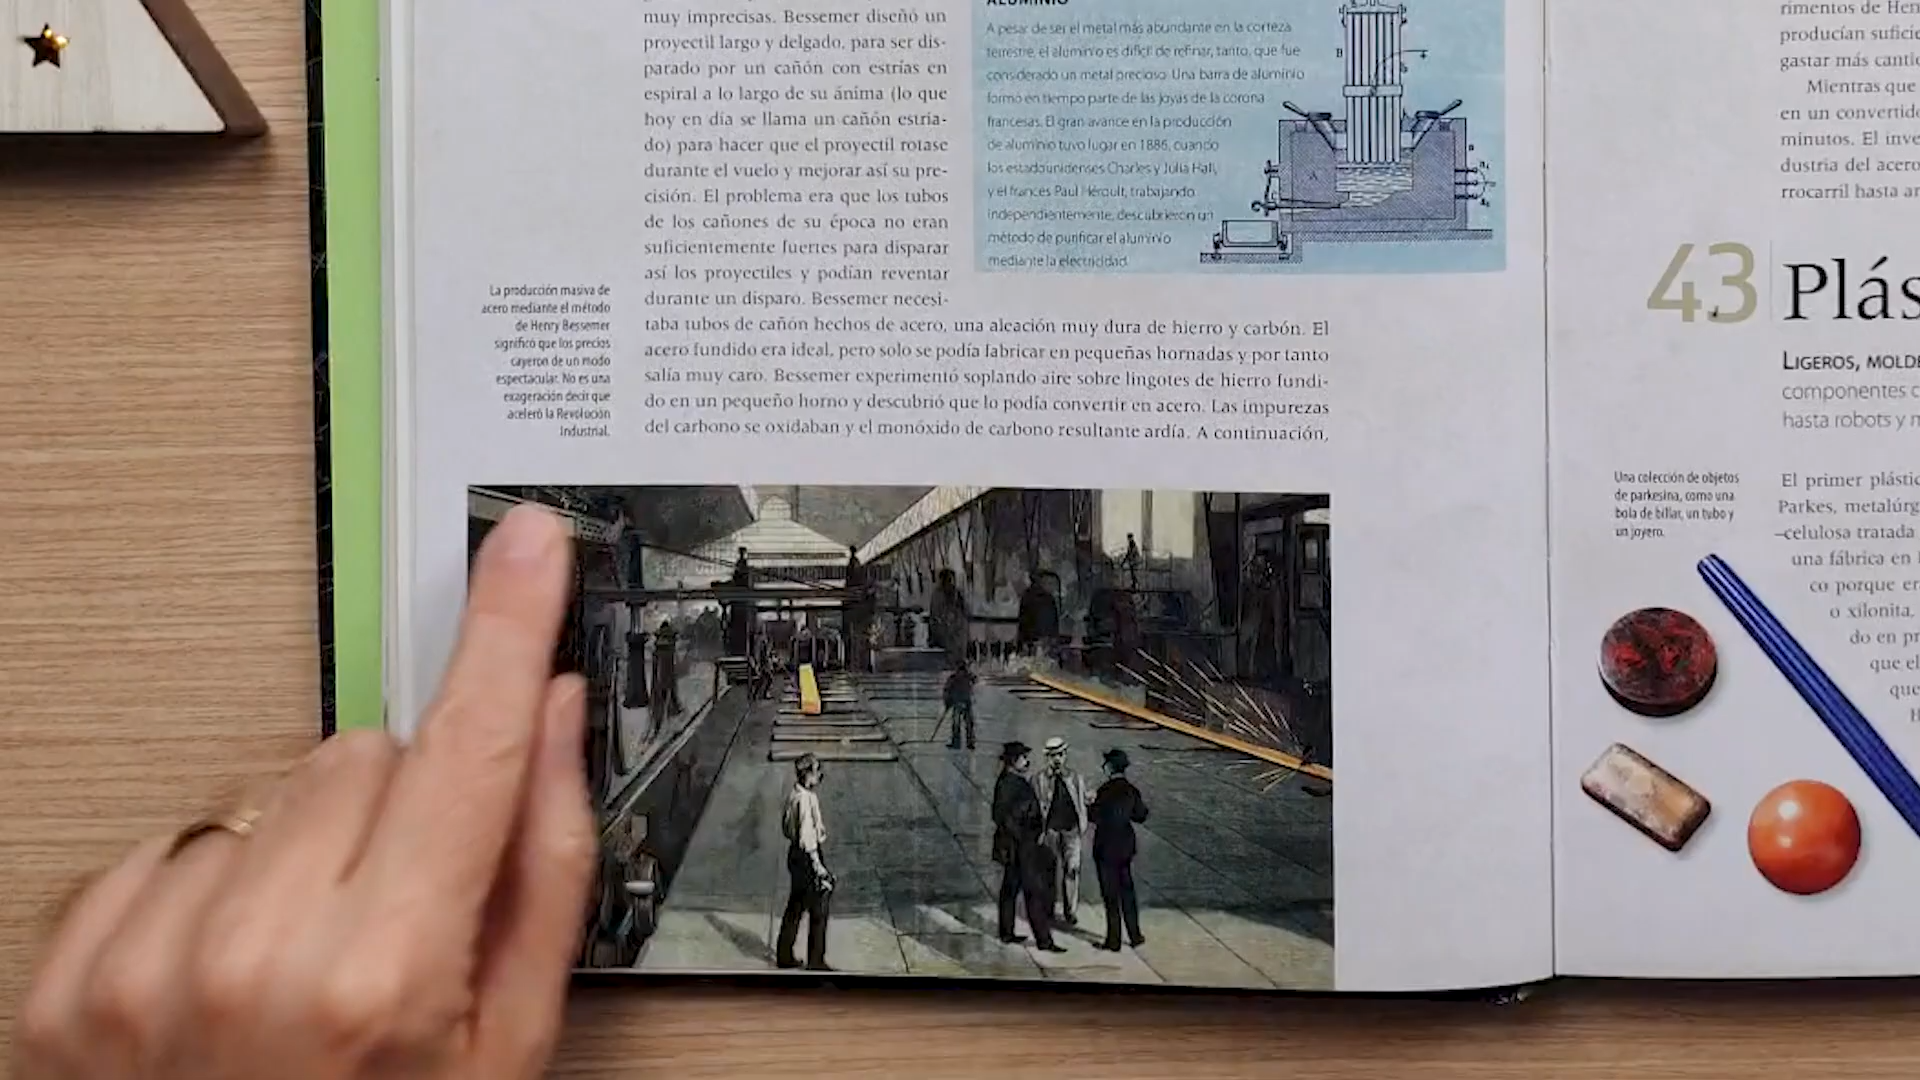 muy imprecisas. Bessemer diseñó un
proyectil largo y delgado, para ser dis-
parado por un cañón con estrías en
espiral a lo largo de su ánima (lo que
hoy en día se llama un cañón estria-
do) para hacer que el proyectil rotase
durante el vuelo y mejorar así su pre-
cisión. El problema era que los tubos
de los cañones de su época no eran
suficientemente fuertes para disparar
así los proyectiles y podían reventar
durante un disparo. Bessemer necesi-
taba tubos de cañón hechos de acero, una aleación muy dura de hierro y carbón. El
acero fundido era ideal, pero solo se podía fabricar en pequeñas hornadas y por tanto
salía muy caro. Bessemer experimentó soplando aire sobre lingotes de hierro fundi-
do en un pequeño horno y descubrió que lo podía convertir en acero. Las impurezas
del carbono se oxidaban y el monóxido de carbono resultante ardía. A continuación,
La producción masiva de
acero mediante el método
de Henry Bessemer
significó que los precios
cayeron de un modo
espectacular. No es una
exageración decir que
aceleró la Revolución
Industrial.
ALUMINIO
A pesar de ser el metal más abundante en la corteza
terrestre, el aluminio es difícil de refinar, tanto, que fue
considerado un metal precioso. Una barra de aluminio
formó en tiempo parte de las joyas de la corona
francesas. El gran avance en la producción
de aluminio tuvo lugar en 1886, cuando
los estadounidenses Charles y Julia Hall,
y el francés Paul Héroult, trabajando
independientemente, descubrieron un
método de purificar el aluminio
mediante la electricidad.
rimentos de Hen
producían suficie
gastar más cantid
Mientras que
en un convertido
minutos. El inve
dustria del acero
rrocarril hasta ar
43 Plás
LIGEROS, MOLDE
componentes c
hasta robots y m
Una colección de objetos
de parkesina, como una
bola de billar, un tubo y
un joyero.
El primer plástic
Parkes, metalúrg
–celulosa tratada
una fábrica en
co porque er
o xilonita.
do en pr
que el
que